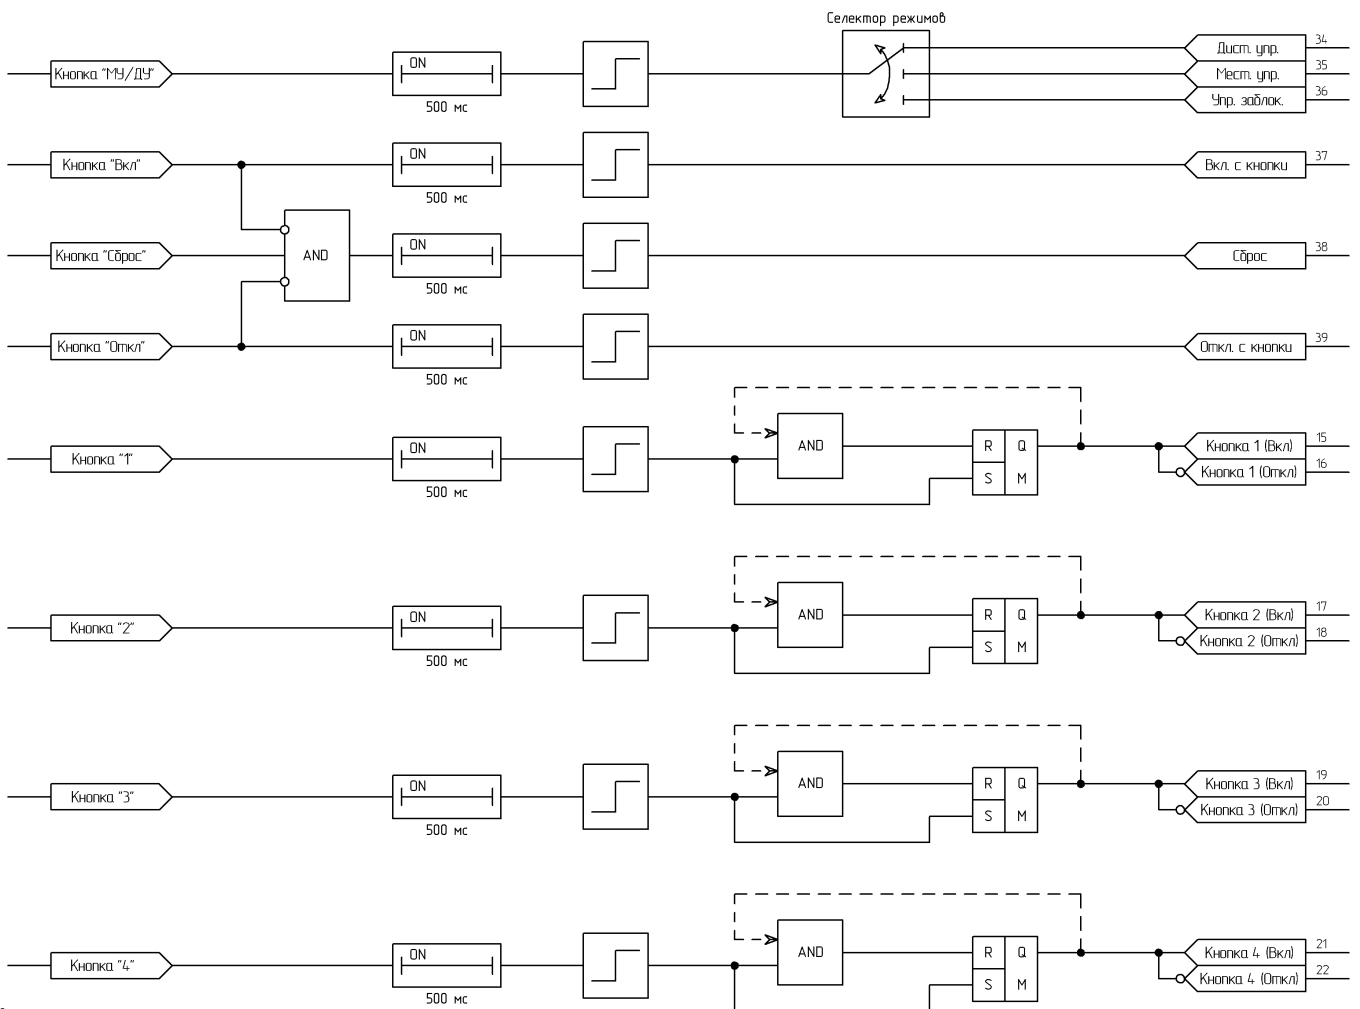 Селектор режимов
Кнопка "МУ/ДУ"
ON
500 мс
Дист. упр.
34
Мест. упр.
35
Упр. заблок.
36
Кнопка "Вкл"
ON
500 мс
Вкл. с кнопки
37
Кнопка "Сброс"
AND
ON
500 мс
Сброс
38
Кнопка "Откл"
ON
500 мс
Откл. с кнопки
39
Кнопка "1"
ON
500 мс
AND
R Q
S M
Кнопка 1 (Вкл)
15
Кнопка 1 (Откл)
16
Кнопка "2"
ON
500 мс
AND
R Q
S M
Кнопка 2 (Вкл)
17
Кнопка 2 (Откл)
18
Кнопка "3"
ON
500 мс
AND
R Q
S M
Кнопка 3 (Вкл)
19
Кнопка 3 (Откл)
20
Кнопка "4"
ON
500 мс
AND
R Q
S M
Кнопка 4 (Вкл)
21
Кнопка 4 (Откл)
22